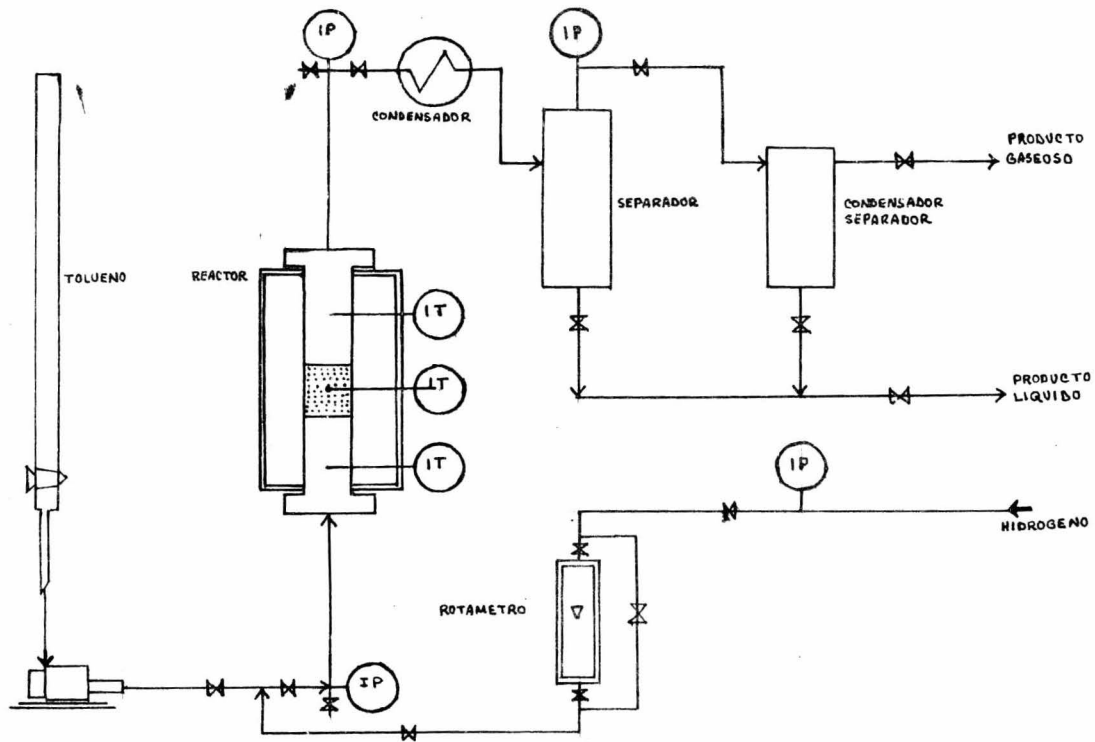 IP
IP
CONDENSADOR
PRODUCTO
GASEOSO
SEPARADOR
CONDENSADOR
SEPARADOR
TOLUENO
REACTOR
IT
IT
IT
PRODUCTO
LIQUIDO
IP
HIDROGENO
ROTAMETRO
IP